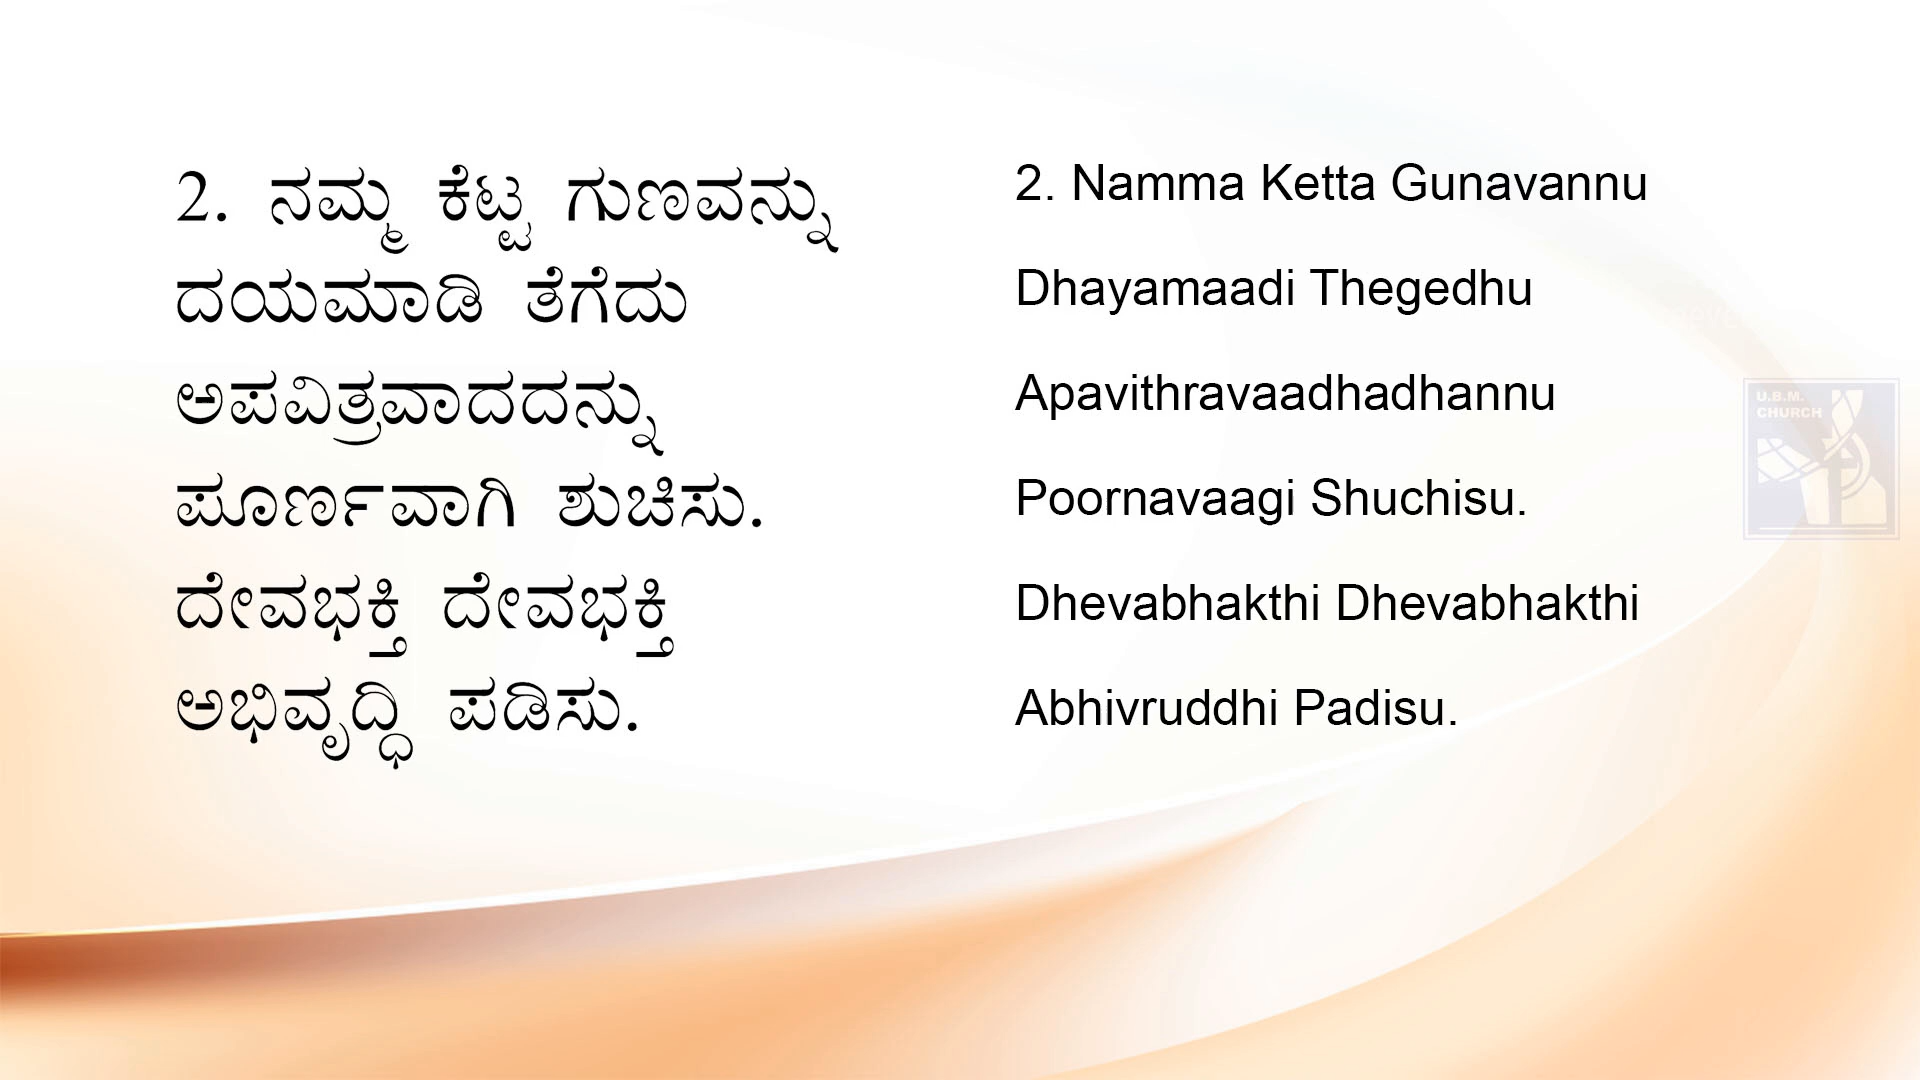 2. ನಮ್ಮ ಕೆಟ್ಟ ಗುಣವನ್ನು
ದಯಮಾಡಿ ತೆಗೆದು
ಅಪವಿತ್ರವಾದದನ್ನು
ಪೂರ್ಣವಾಗಿ ಶುಚಿಸು.
ದೇವಭಕ್ತಿ ದೇವಭಕ್ತಿ
ಅಭಿವೃದ್ಧಿ ಪಡಿಸು.
2. Namma Ketta Gunavannu
Dhayamaadi Thegedhu
Apavithravaadhadhannu
Poornavaagi Shuchisu.
Dhevabhakthi Dhevabhakthi
Abhivruddhi Padisu.
U.B.M.
CHURCH